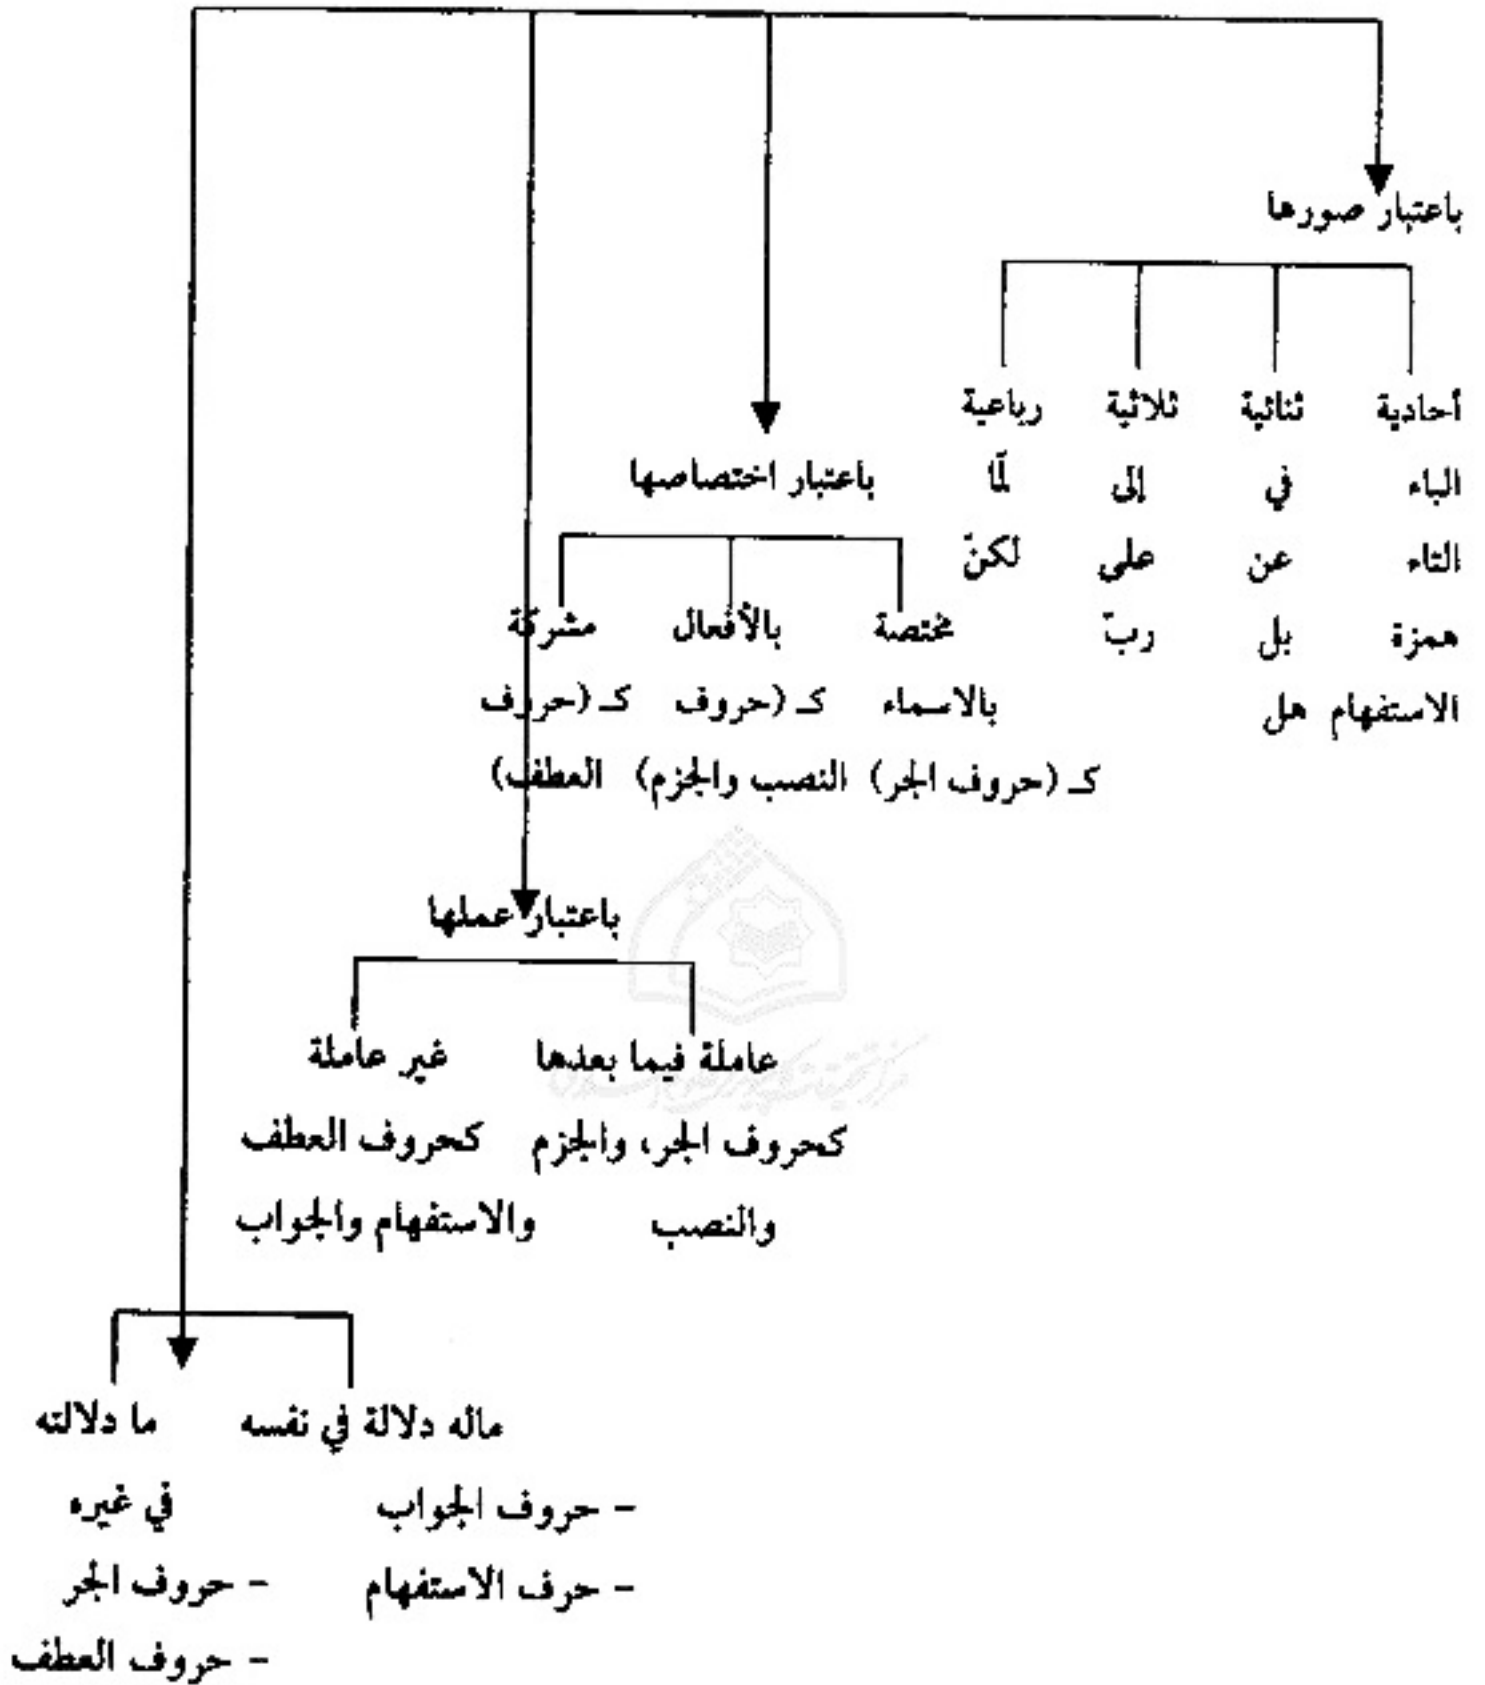 باعتبار صورها
أحادية ثنائية ثلاثية رباعية
الباء في إلى لمّا
التاء عن على لكنّ
همزة بل ربّ
الاستفهام هل
باعتبار اختصاصها
مختصة بالأفعال مشركة
بالاسماء كـ (حروف كـ (حروف
كـ (حروف الجر) النصب والجزم) العطف)
باعتبار عملها
عاملة فيما بعدها غير عاملة
كحروف الجر، والجزم كحروف العطف
والنصب والاستفهام والجواب
ماله دلالة في نفسه ما دلالته
- حروف الجواب في غيره
- حرف الاستفهام - حروف الجر
- حروف العطف